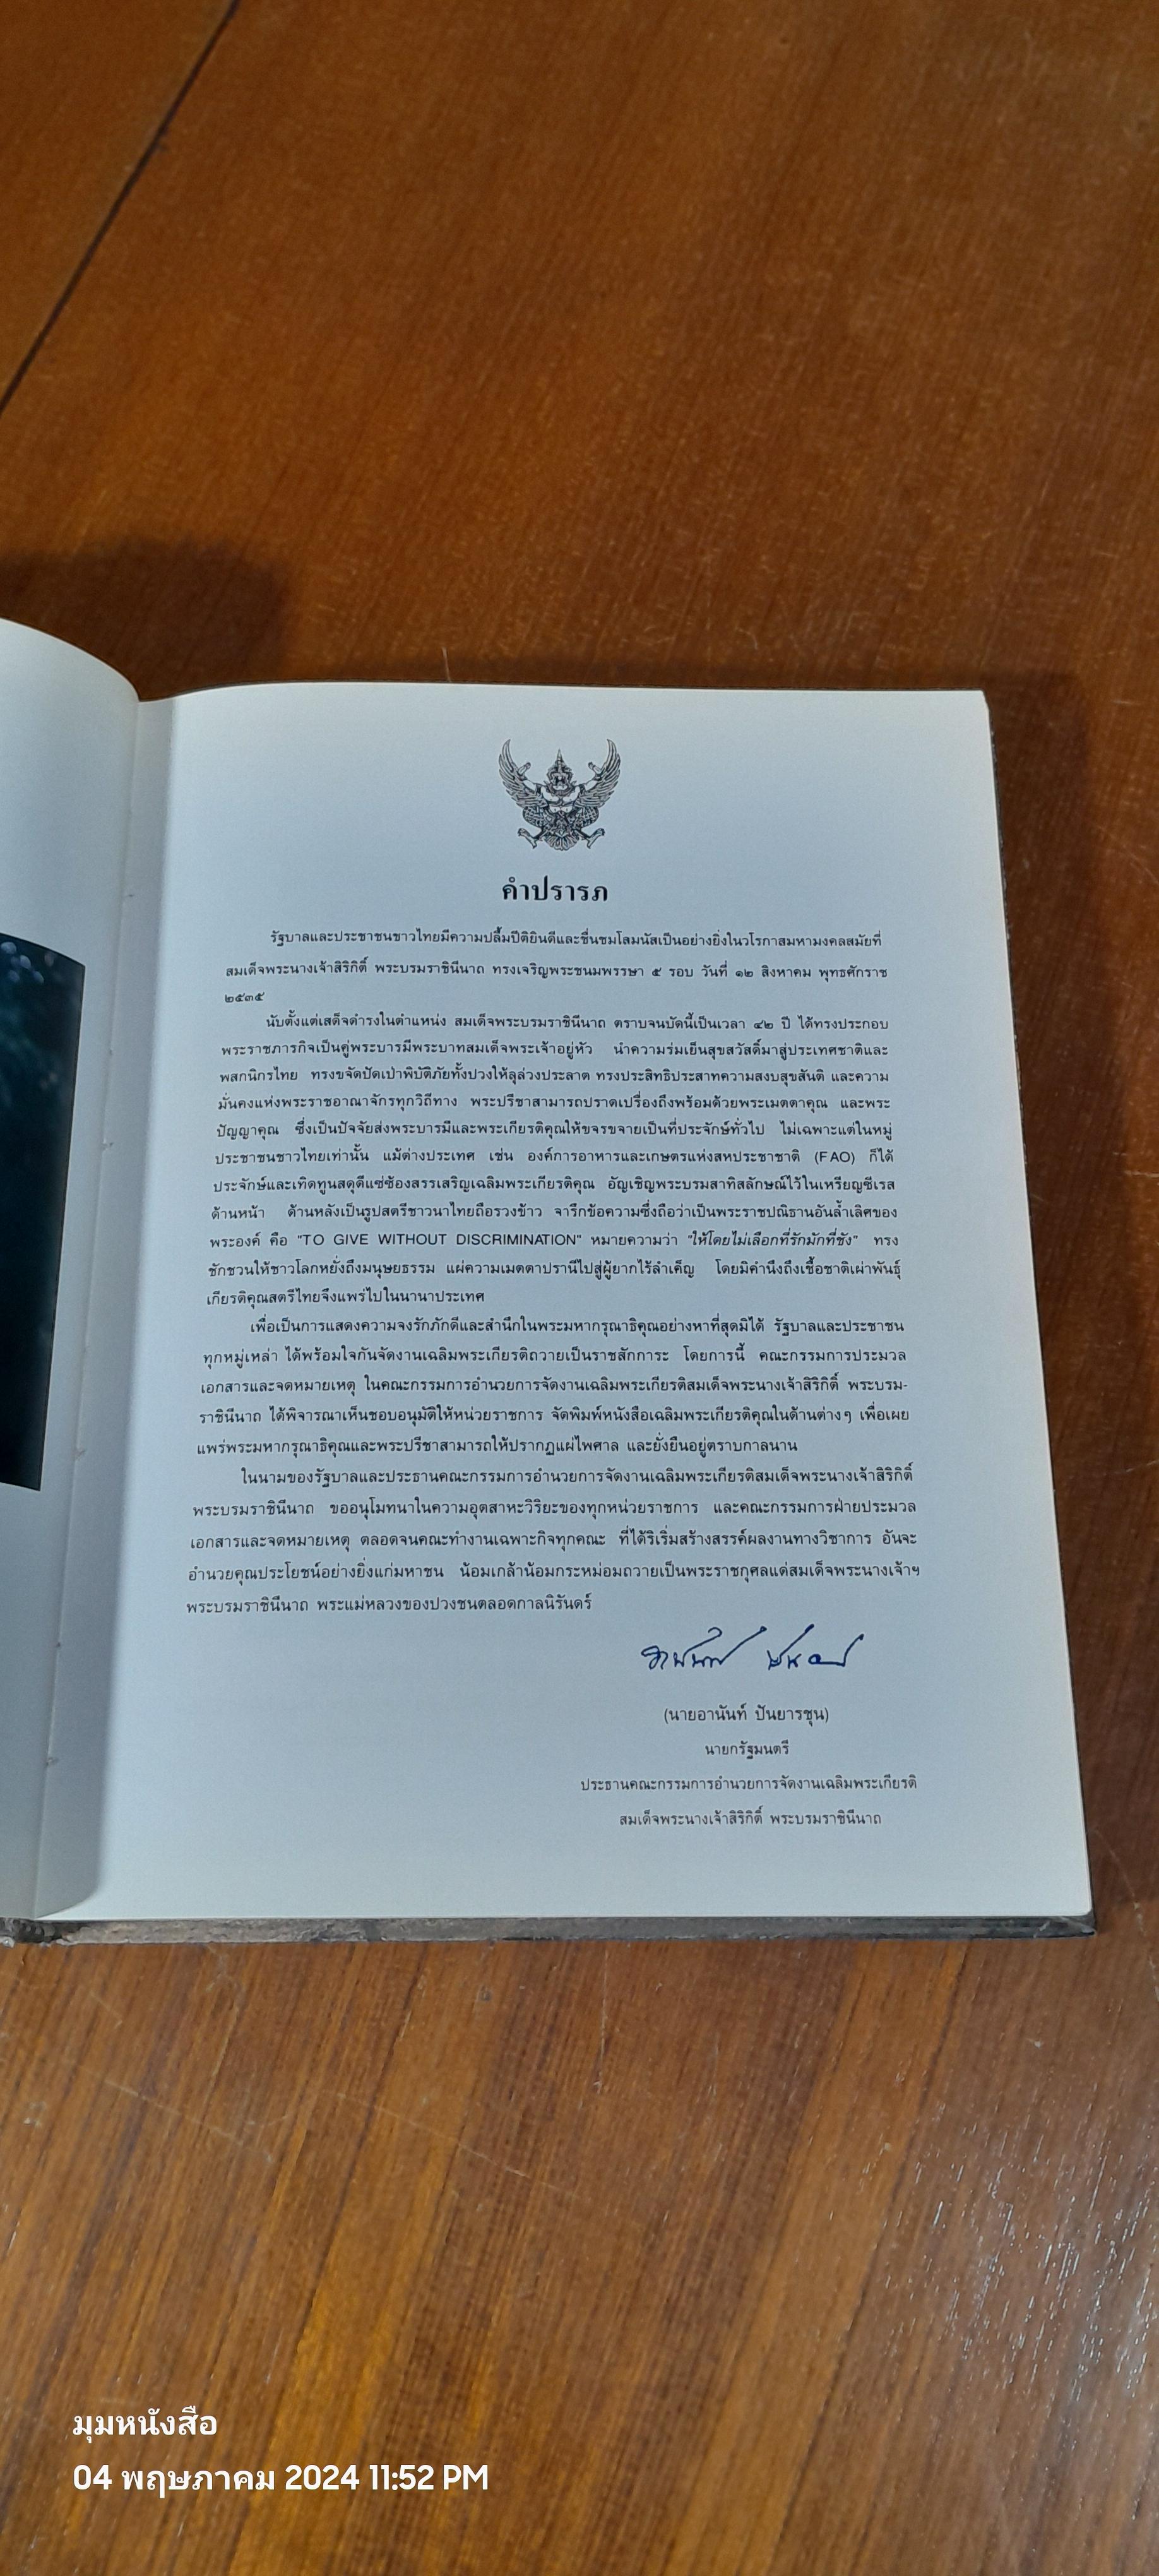 คำปรารภ
รัฐบาลและประชาชนชาวไทยมีความปลื้มปีติยินดีและชื่นชมโสมนัสเป็นอย่างยิ่งในวโรกาสมหามงคลสมัยที่
สมเด็จพระนางเจ้าสิริกิติ์ พระบรมราชินีนาถ ทรงเจริญพระชนมพรรษา ๕ รอบ วันที่ ๑๒ สิงหาคม พุทธศักราช
๒๕๓๕
นับตั้งแต่เสด็จดำรงในตำแหน่ง สมเด็จพระบรมราชินีนาถ ตราบจนบัดนี้เป็นเวลา ๔๒ ปี ได้ทรงประกอบ
พระราชภารกิจเป็นคู่พระบารมีพระบาทสมเด็จพระเจ้าอยู่หัว นำความร่มเย็นสุขสวัสดิ์มาสู่ประเทศชาติและ
พสกนิกรไทย ทรงขจัดปัดเป่าพิบัติภัยทั้งปวงให้ลุล่วงประลาต ทรงประสิทธิประสาทความสงบสุขสันติ และความ
มั่นคงแห่งพระราชอาณาจักรทุกวิถีทาง พระปรีชาสามารถปราดเปรื่องถึงพร้อมด้วยพระเมตตาคุณ และพระ
ปัญญาคุณ ซึ่งเป็นปัจจัยส่งพระบารมีและพระเกียรติคุณให้ขจรขจายเป็นที่ประจักษ์ทั่วไป ไม่เฉพาะแต่ในหมู่
ประชาชนชาวไทยเท่านั้น แม้ต่างประเทศ เช่น องค์การอาหารและเกษตรแห่งสหประชาชาติ (FAO) ก็ได้
ประจักษ์และเทิดทูนสดุดีแซ่ซ้องสรรเสริญเฉลิมพระเกียรติคุณ อัญเชิญพระบรมสาทิสลักษณ์ไว้ในเหรียญซีเรส
ด้านหน้า ด้านหลังเป็นรูปสตรีชาวนาไทยถือรวงข้าว จารึกข้อความซึ่งถือว่าเป็นพระราชปณิธานอันล้ำเลิศของ
พระองค์ คือ "TO GIVE WITHOUT DISCRIMINATION" หมายความว่า "ให้โดยไม่เลือกที่รักมักที่ชัง" ทรง
ชักชวนให้ชาวโลกหยั่งถึงมนุษยธรรม แผ่ความเมตตาปรานีไปสู่ผู้ยากไร้ลำเค็ญ โดยมิคำนึงถึงเชื้อชาติเผ่าพันธุ์
เกียรติคุณสตรีไทยจึงแพร่ไปในนานาประเทศ
เพื่อเป็นการแสดงความจงรักภักดีและสำนึกในพระมหากรุณาธิคุณอย่างหาที่สุดมิได้ รัฐบาลและประชาชน
ทุกหมู่เหล่า ได้พร้อมใจกันจัดงานเฉลิมพระเกียรติถวายเป็นราชสักการะ โดยการนี้ คณะกรรมการประมวล
เอกสารและจดหมายเหตุ ในคณะกรรมการอำนวยการจัดงานเฉลิมพระเกียรติสมเด็จพระนางเจ้าสิริกิติ์ พระบรม-
ราชินีนาถ ได้พิจารณาเห็นชอบอนุมัติให้หน่วยราชการ จัดพิมพ์หนังสือเฉลิมพระเกียรติคุณในด้านต่างๆ เพื่อเผย
แพร่พระมหากรุณาธิคุณและพระปรีชาสามารถให้ปรากฏแผ่ไพศาล และยั่งยืนอยู่ตราบกาลนาน
ในนามของรัฐบาลและประธานคณะกรรมการอำนวยการจัดงานเฉลิมพระเกียรติสมเด็จพระนางเจ้าสิริกิติ์
พระบรมราชินีนาถ ขออนุโมทนาในความอุตสาหะวิริยะของทุกหน่วยราชการ และคณะกรรมการฝ่ายประมวล
เอกสารและจดหมายเหตุ ตลอดจนคณะทำงานเฉพาะกิจทุกคณะ ที่ได้ริเริ่มสร้างสรรค์ผลงานทางวิชาการ อันจะ
อำนวยคุณประโยชน์อย่างยิ่งแก่มหาชน น้อมเกล้าน้อมกระหม่อมถวายเป็นพระราชกุศลแด่สมเด็จพระนางเจ้าฯ
พระบรมราชินีนาถ พระแม่หลวงของปวงชนตลอดกาลนิรันดร์
(นายอานันท์ ปันยารชุน)
นายกรัฐมนตรี
ประธานคณะกรรมการอำนวยการจัดงานเฉลิมพระเกียรติ
สมเด็จพระนางเจ้าสิริกิติ์ พระบรมราชินีนาถ
มุมหนังสือ
04 พฤษภาคม 2024 11:52 PM